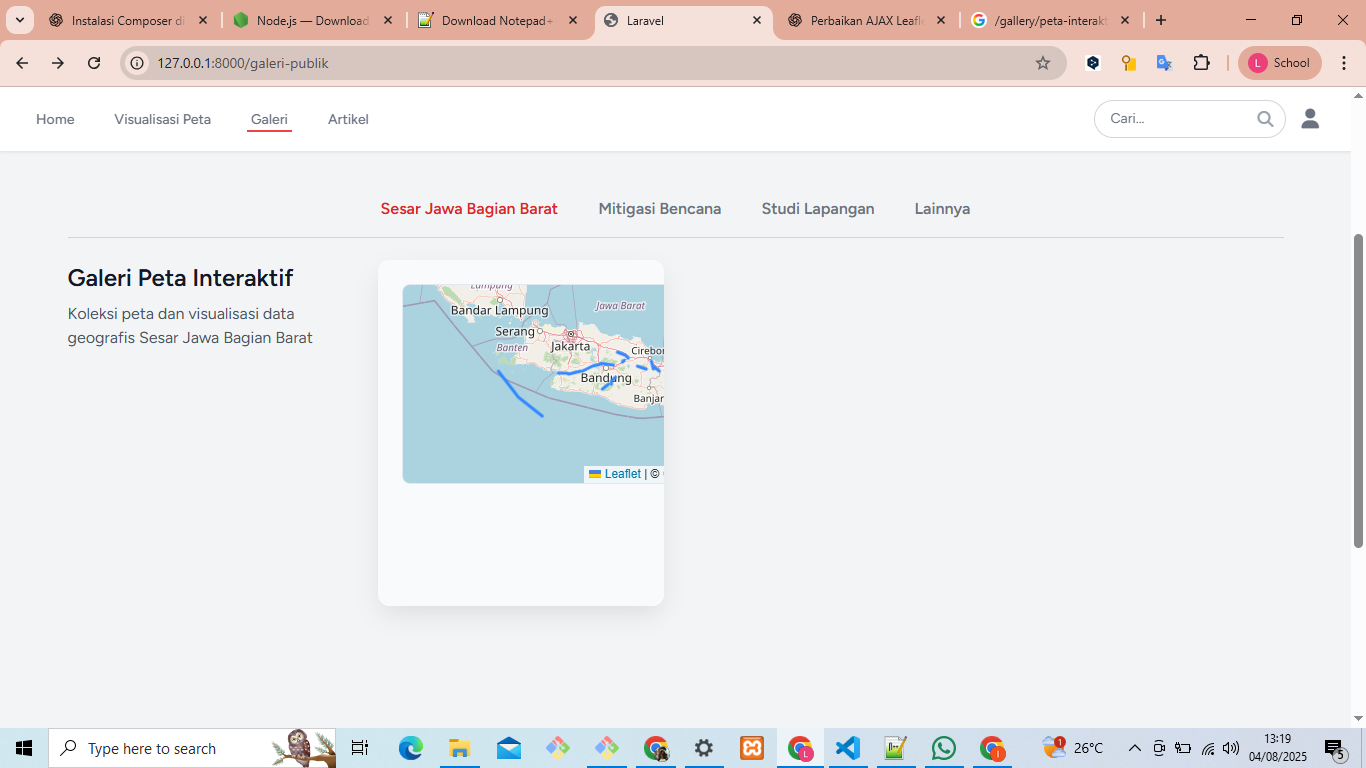 Instalasi Composer di
Node.js — Download
Download Notepad+
Laravel
Perbaikan AJAX Leafle
/gallery/peta-interakt
127.0.0.1:8000/galeri-publik
L School
Home
Visualisasi Peta
Galeri
Artikel
Cari...
Sesar Jawa Bagian Barat
Mitigasi Bencana
Studi Lapangan
Lainnya
Galeri Peta Interaktif
Koleksi peta dan visualisasi data
geografis Sesar Jawa Bagian Barat
Lampung
Bandar Lampung
Jawa Barat
Serang
Jakarta
Banten
Cirebon
Bandung
Banjar
Leaflet | ©
Type here to search
26°C
13:19
04/08/2025
5